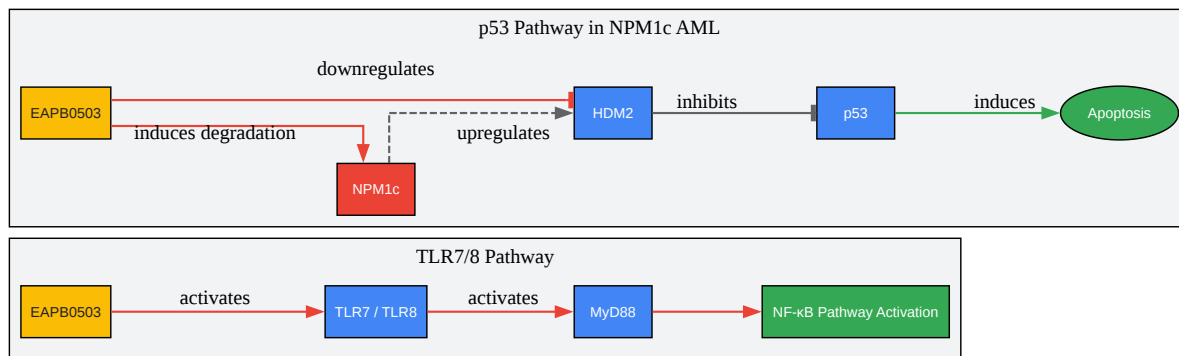 p53 Pathway in NPM1c AML
downregulates
EAPB0503
HDM2
inhibits
p53
induces
Apoptosis
induces degradation
upregulates
NPM1c
TLR7/8 Pathway
EAPB0503
activates
TLR7 / TLR8
activates
MyD88
NF-κB Pathway Activation